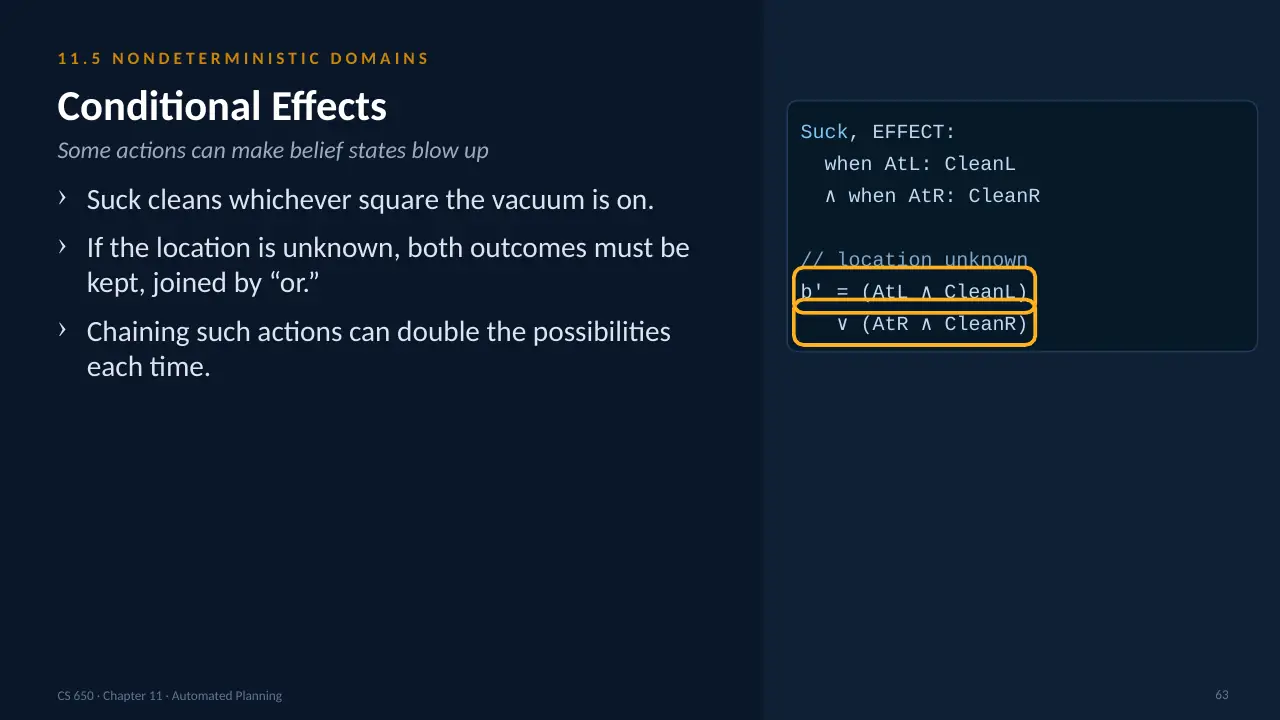 11.5 NONDETERMINISTIC DOMAINS
Conditional Effects
Some actions can make belief states blow up
› Suck cleans whichever square the vacuum is on.
› If the location is unknown, both outcomes must be
kept, joined by “or.”
› Chaining such actions can double the possibilities
each time.
Suck, EFFECT:
when AtL: CleanL
∧ when AtR: CleanR
// location unknown
b' = (AtL ∧ CleanL)
∨ (AtR ∧ CleanR)
CS 650 · Chapter 11 · Automated Planning
63